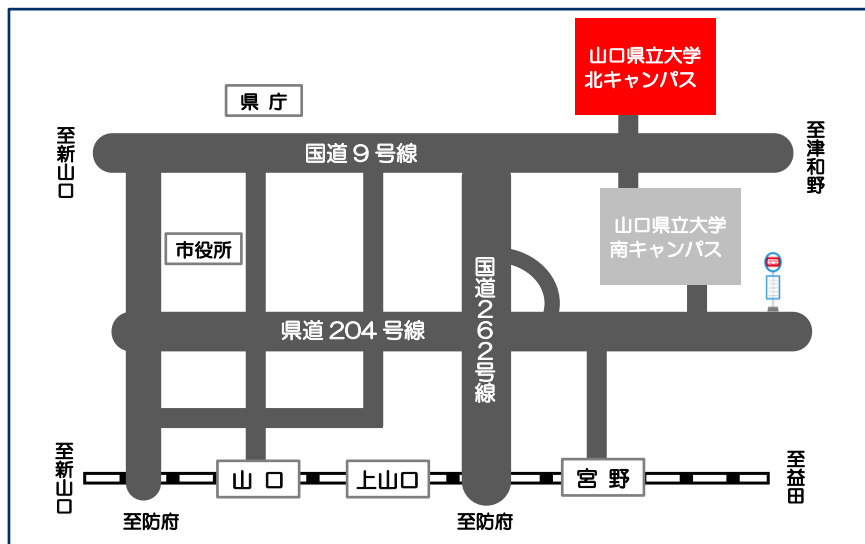 山口県立大学
北キャンパス
県庁
至新山口
国道9号線
至津和野
山口県立大学
南キャンパス
市役所
国道262号線
県道204号線
至新山口
山口
上山口
宮野
至益田
至防府
至防府